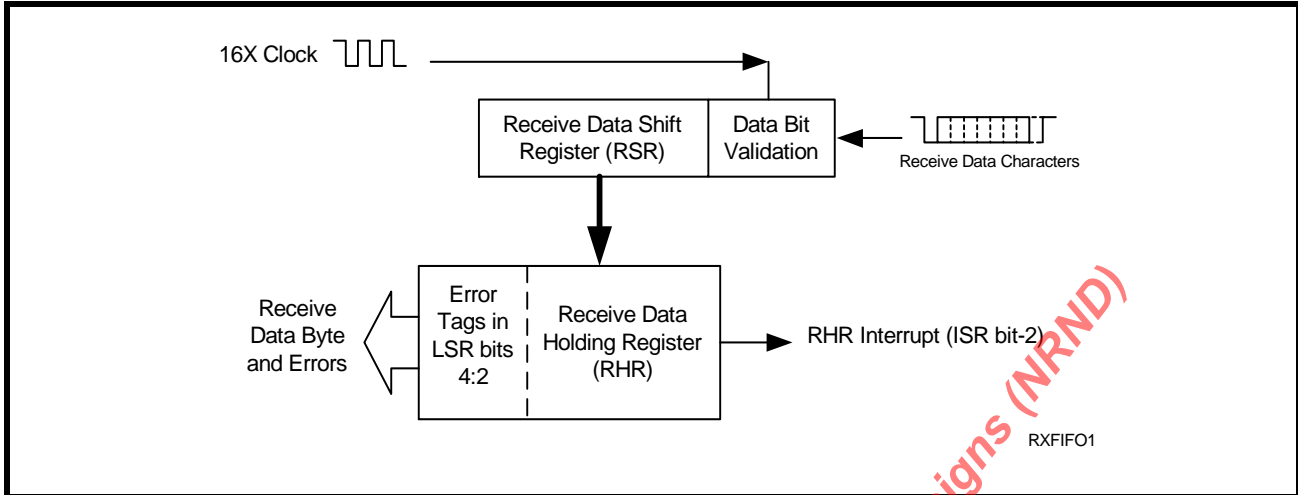 16X Clock
Receive Data Shift
Register (RSR)
Data Bit
Validation
Receive Data Characters
Receive
Data Byte
and Errors
Error
Tags in
LSR bits
4:2
Receive Data
Holding Register
(RHR)
RHR Interrupt (ISR bit-2)
RXFIFO1
igns (NRND)